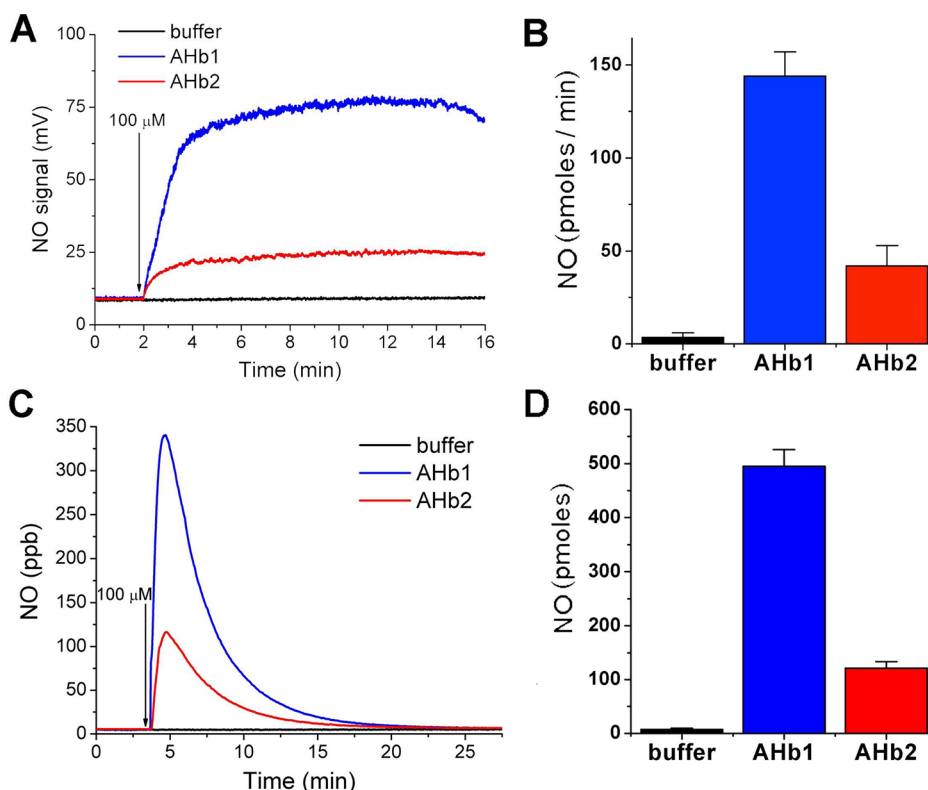 A
buffer
AHb1
AHb2
100 μM
NO signal (mV)
100
75
50
25
0
0 2 4 6 8 10 12 14 16
Time (min)
B
NO (pmoles / min)
150
100
50
0
buffer AHb1 AHb2
C
buffer
AHb1
AHb2
100 μM
NO (ppb)
350
300
250
200
150
100
50
0
0 5 10 15 20 25
Time (min)
D
NO (pmoles)
600
500
400
300
200
100
0
buffer AHb1 AHb2